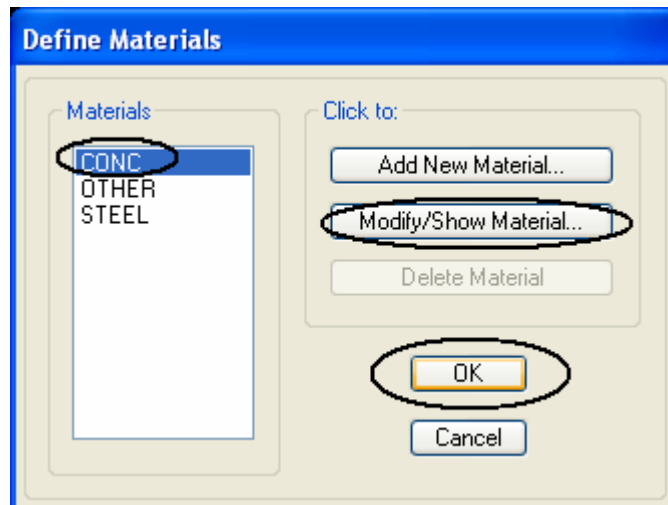 Define Materials
Materials
CONC
OTHER
STEEL
Click to:
Add New Material...
Modify/Show Material...
Delete Material
OK
Cancel